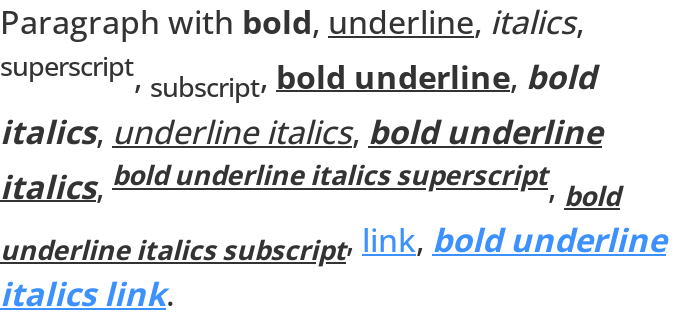 Paragraph with bold, underline, italics,
superscript, subscript, bold underline, bold
italics, underline italics, bold underline
italics, bold underline italics superscript, bold
underline italics subscript, link, bold underline
italics link.